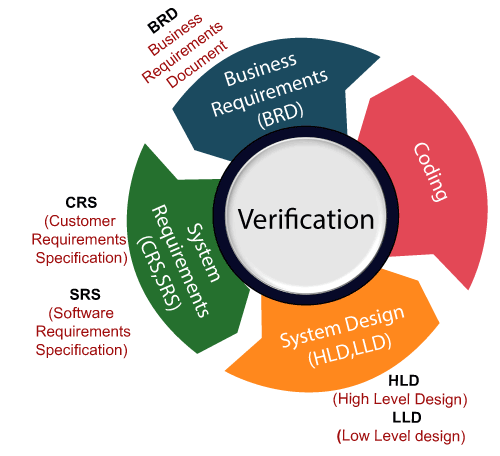 BRD
Business
Requirements
Document
Business
Requirements
(BRD)
Coding
Verification
CRS
(Customer
Requirements
Specification)
SRS
(Software
Requirements
Specification)
System
Requirements
(CRS,SRS)
System Design
(HLD,LLD)
HLD
(High Level Design)
LLD
(Low Level design)